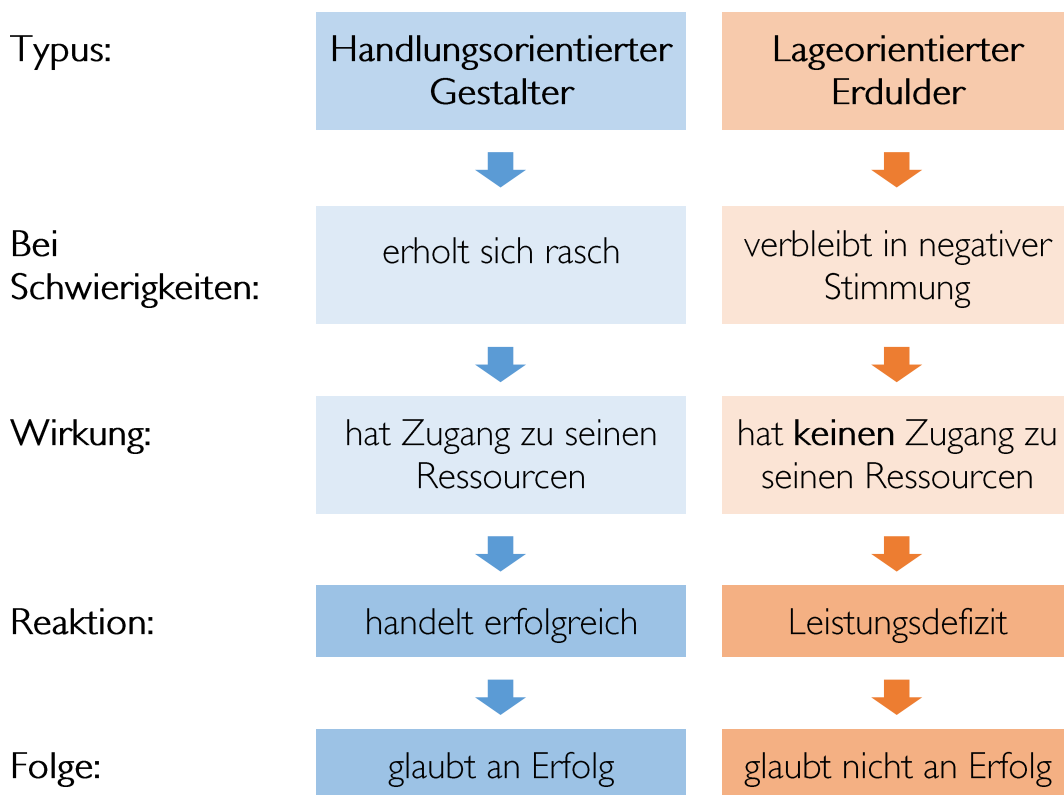 Typus:
Handlungsorientierter
Gestalter
Lageorientierter
Erdulder
Bei
Schwierigkeiten:
erholt sich rasch
verbleibt in negativer
Stimmung
Wirkung:
hat Zugang zu seinen
Ressourcen
hat keinen Zugang zu
seinen Ressourcen
Reaktion:
handelt erfolgreich
Leistungsdefizit
Folge:
glaubt an Erfolg
glaubt nicht an Erfolg